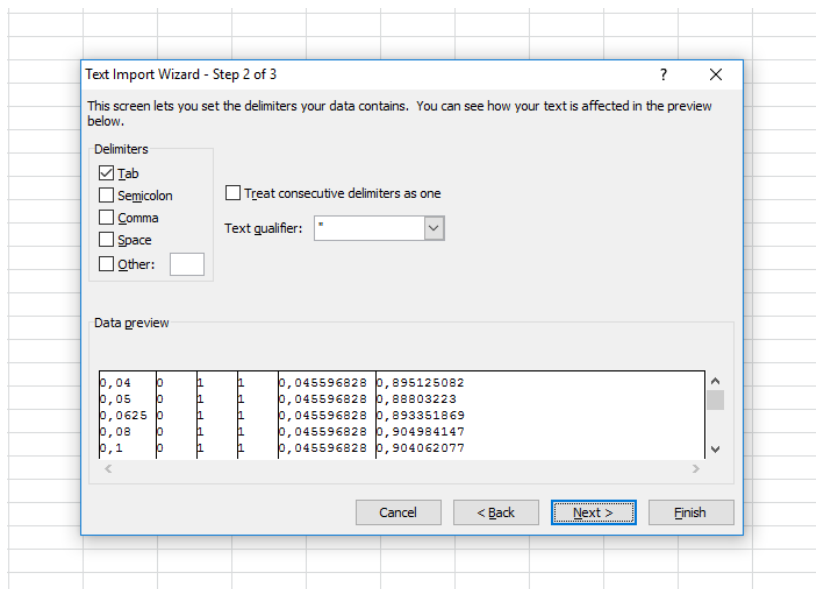 Text Import Wizard - Step 2 of 3
?
This screen lets you set the delimiters your data contains. You can see how your text is affected in the preview
below.
Delimiters
Tab
Semicolon
Comma
Space
Other:
Treat consecutive delimiters as one
Text qualifier: "
Data preview
0,04 0 1 1 0,045596828 0,895125082
0,05 0 1 1 0,045596828 0,88803223
0,0625 0 1 1 0,045596828 0,893351869
0,08 0 1 1 0,045596828 0,904984147
0,1 0 1 1 0,045596828 0,904062077
Cancel < Back Next > Finish